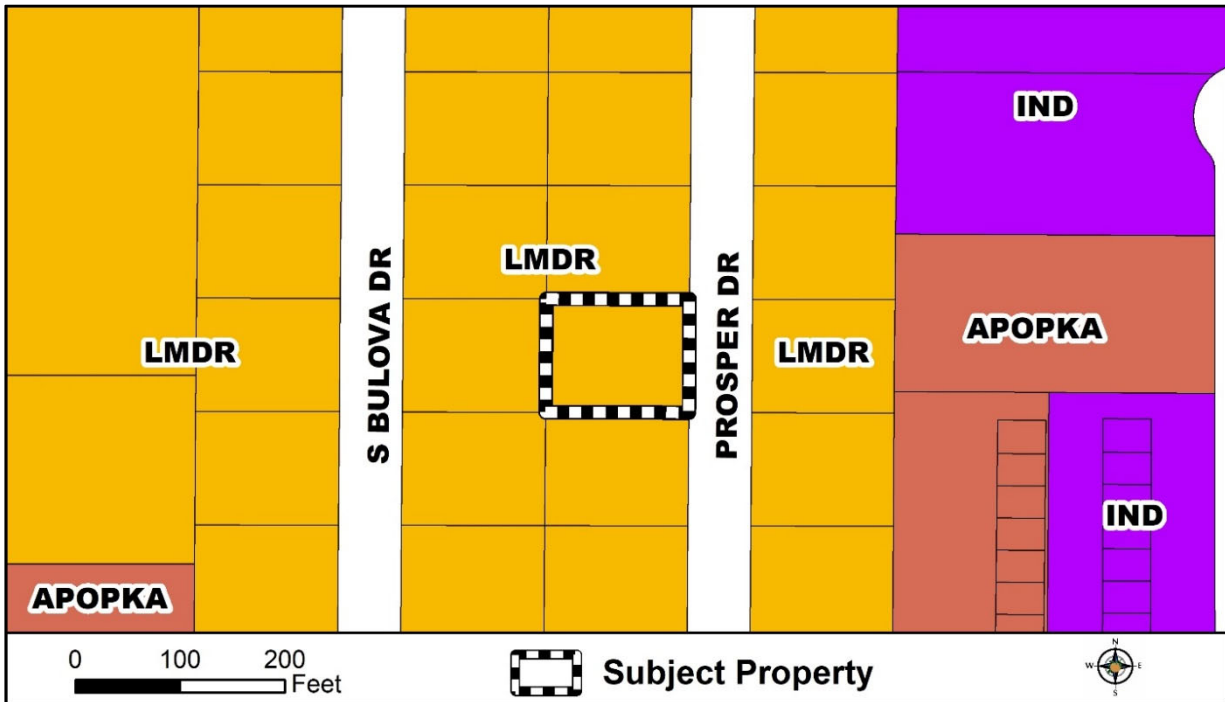 IND
S BULOVA DR
LMDR
PROSPER DR
LMDR
LMDR
APOPKA
IND
APOPKA
0 100 200
Feet
Subject Property
N
W E
S